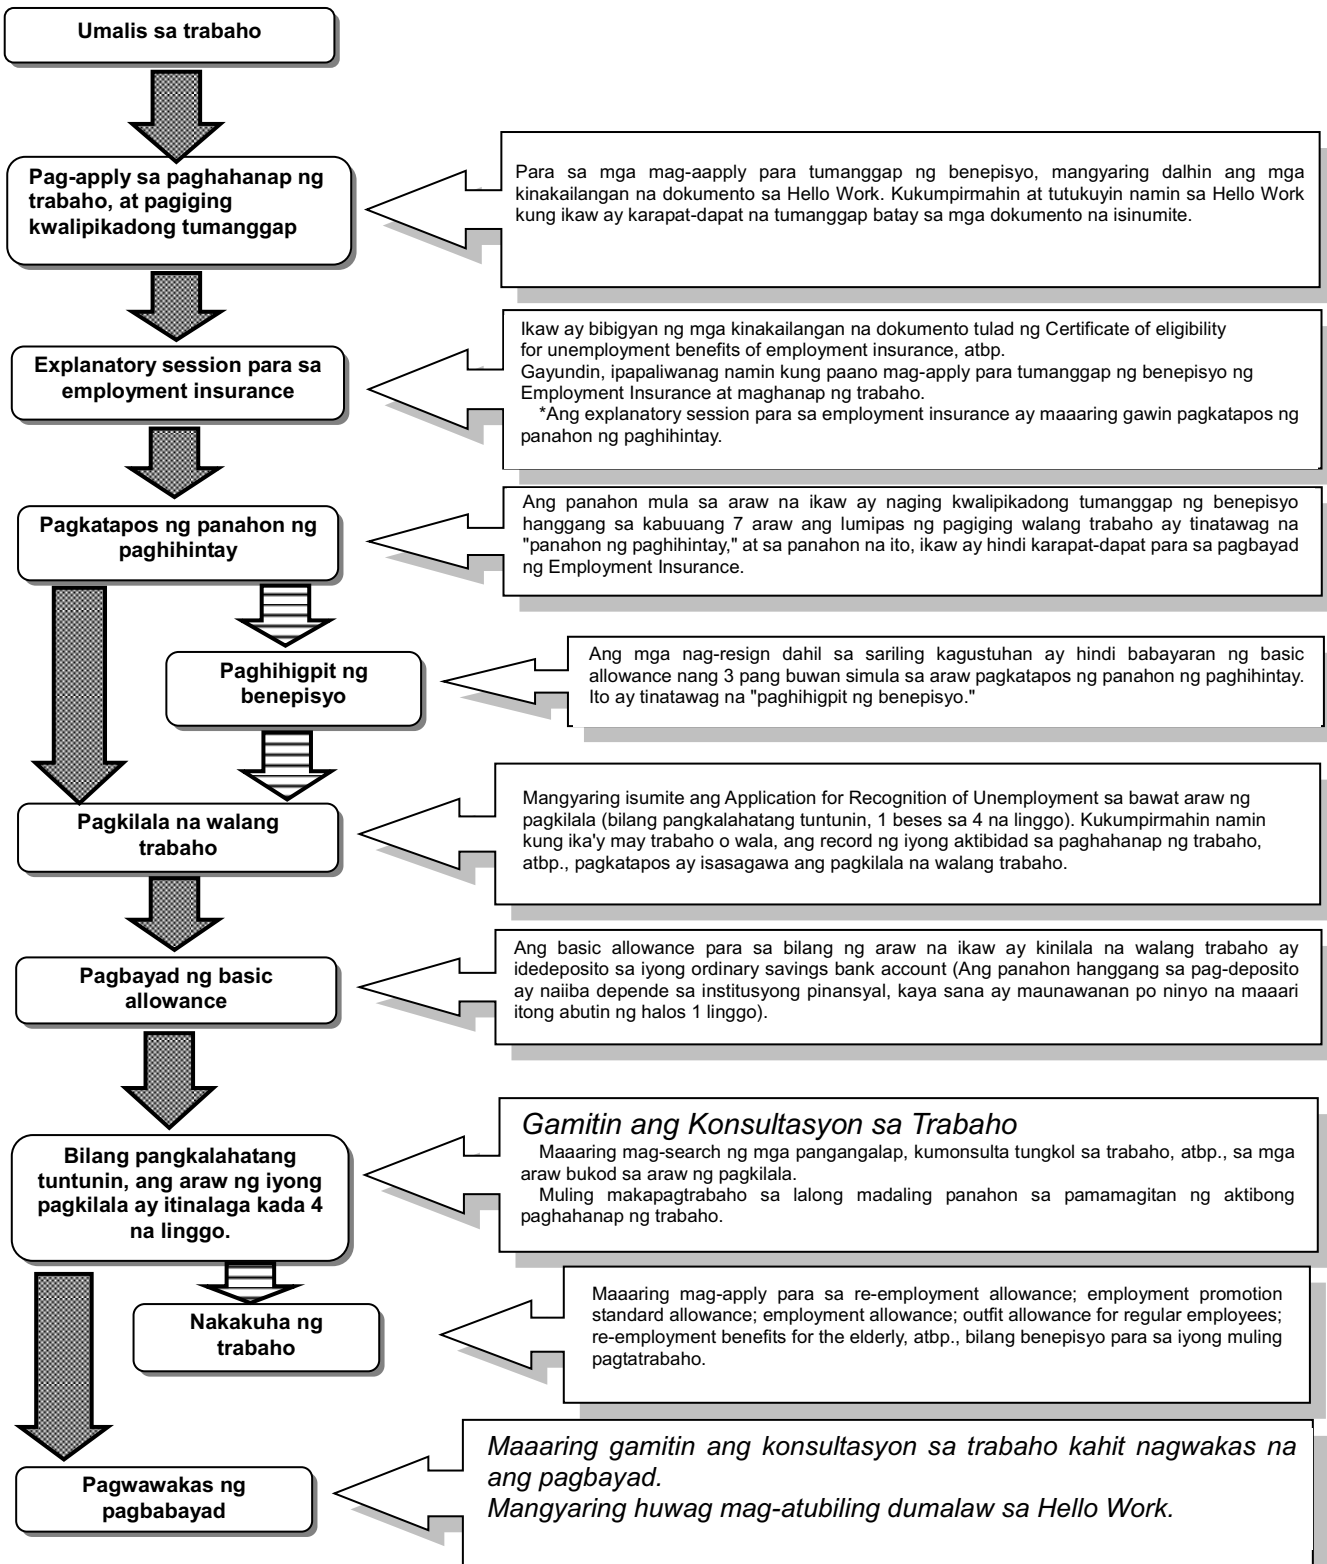 Umalis sa trabaho
Pag-apply sa paghahanap ng
trabaho, at pagiging
kwalipikadong tumanggap
Para sa mga mag-aapply para tumanggap ng benepisyo, mangyaring dalhin ang mga
kinakailangan na dokumento sa Hello Work. Kukumpirmahin at tutukuyin namin sa Hello Work
kung ikaw ay karapat-dapat na tumanggap batay sa mga dokumento na isinumite.
Explanatory session para sa
employment insurance
Ikaw ay bibigyan ng mga kinakailangan na dokumento tulad ng Certificate of eligibility
for unemployment benefits of employment insurance, atbp.
Gayundin, ipapaliwanag namin kung paano mag-apply para tumanggap ng benepisyo ng
Employment Insurance at maghanap ng trabaho.
*Ang explanatory session para sa employment insurance ay maaaring gawin pagkatapos ng
panahon ng paghihintay.
Pagkatapos ng panahon ng
paghihintay
Ang panahon mula sa araw na ikaw ay naging kwalipikadong tumanggap ng benepisyo
hanggang sa kabuuang 7 araw ang lumipas ng pagiging walang trabaho ay tinatawag na
"panahon ng paghihintay," at sa panahon na ito, ikaw ay hindi karapat-dapat para sa pagbayad
ng Employment Insurance.
Paghihigpit ng
benepisyo
Ang mga nag-resign dahil sa sariling kagustuhan ay hindi babayaran ng basic
allowance nang 3 pang buwan simula sa araw pagkatapos ng panahon ng paghihintay.
Ito ay tinatawag na "paghihigpit ng benepisyo."
Pagkilala na walang
trabaho
Mangyaring isumite ang Application for Recognition of Unemployment sa bawat araw ng
pagkilala (bilang pangkalahatang tuntunin, 1 beses sa 4 na linggo). Kukumpirmahin namin
kung ika'y may trabaho o wala, ang record ng iyong aktibidad sa paghahanap ng trabaho,
atbp., pagkatapos ay isasagawa ang pagkilala na walang trabaho.
Pagbayad ng basic
allowance
Ang basic allowance para sa bilang ng araw na ikaw ay kinilala na walang trabaho ay
idedeposito sa iyong ordinary savings bank account (Ang panahon hanggang sa pag-deposito
ay naiiba depende sa institusyong pinansyal, kaya sana ay maunawanan po ninyo na maaari
itong abutin ng halos 1 linggo).
Bilang pangkalahatang
tuntunin, ang araw ng iyong
pagkilala ay itinalaga kada 4
na linggo.
Gamitin ang Konsultasyon sa Trabaho
Maaaring mag-search ng mga pangangalap, kumonsulta tungkol sa trabaho, atbp., sa mga
araw bukod sa araw ng pagkilala.
Muling makapagtrabaho sa lalong madaling panahon sa pamamagitan ng aktibong
paghahanap ng trabaho.
Nakakuha ng
trabaho
Maaaring mag-apply para sa re-employment allowance; employment promotion
standard allowance; employment allowance; outfit allowance for regular employees;
re-employment benefits for the elderly, atbp., bilang benepisyo para sa iyong muling
pagtatrabaho.
Pagwawakas ng
pagbabayad
Maaaring gamitin ang konsultasyon sa trabaho kahit nagwakas na
ang pagbayad.
Mangyaring huwag mag-atubiling dumalaw sa Hello Work.